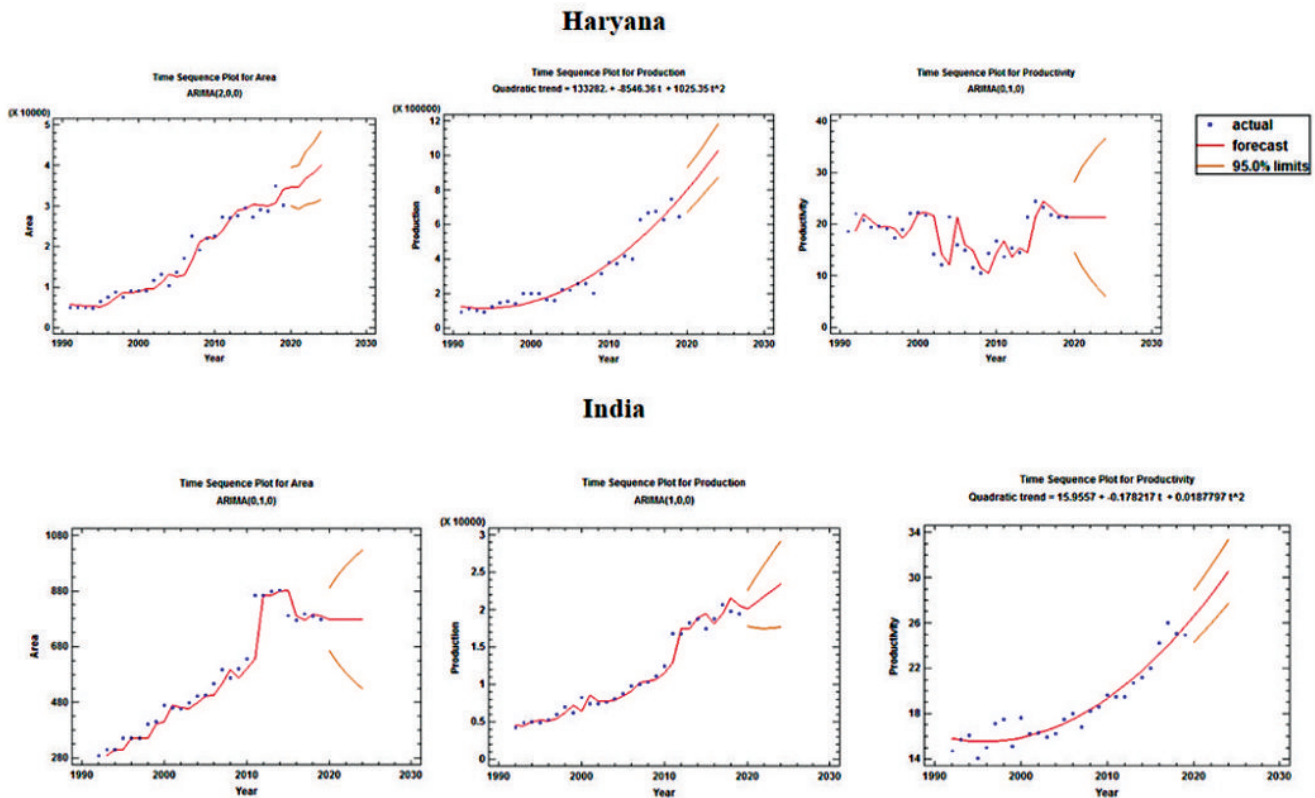 Haryana
Time Sequence Plot for Area
ARIMA(2,0,0)
(X 10000)
5
4
3
2
1
0
Area
1990 2000 2010 2020 2030
Year
Time Sequence Plot for Production
Quadratic trend = 133282. + -8546.36 t + 1025.35 t^2
(X 100000)
12
10
8
6
4
2
0
Production
1990 2000 2010 2020 2030
Year
Time Sequence Plot for Productivity
ARIMA(0,1,0)
40
30
20
10
0
Productivity
1990 2000 2010 2020 2030
Year
actual
forecast
95.0% limits
India
Time Sequence Plot for Area
ARIMA(0,1,0)
1080
880
680
480
280
Area
1990 2000 2010 2020 2030
Year
Time Sequence Plot for Production
ARIMA(1,0,0)
(X 10000)
3
2.5
2
1.5
1
0.5
0
Production
1990 2000 2010 2020 2030
Year
Time Sequence Plot for Productivity
Quadratic trend = 15.9557 + -0.178217 t + 0.0187797 t^2
34
30
26
22
18
14
Productivity
1990 2000 2010 2020 2030
Year